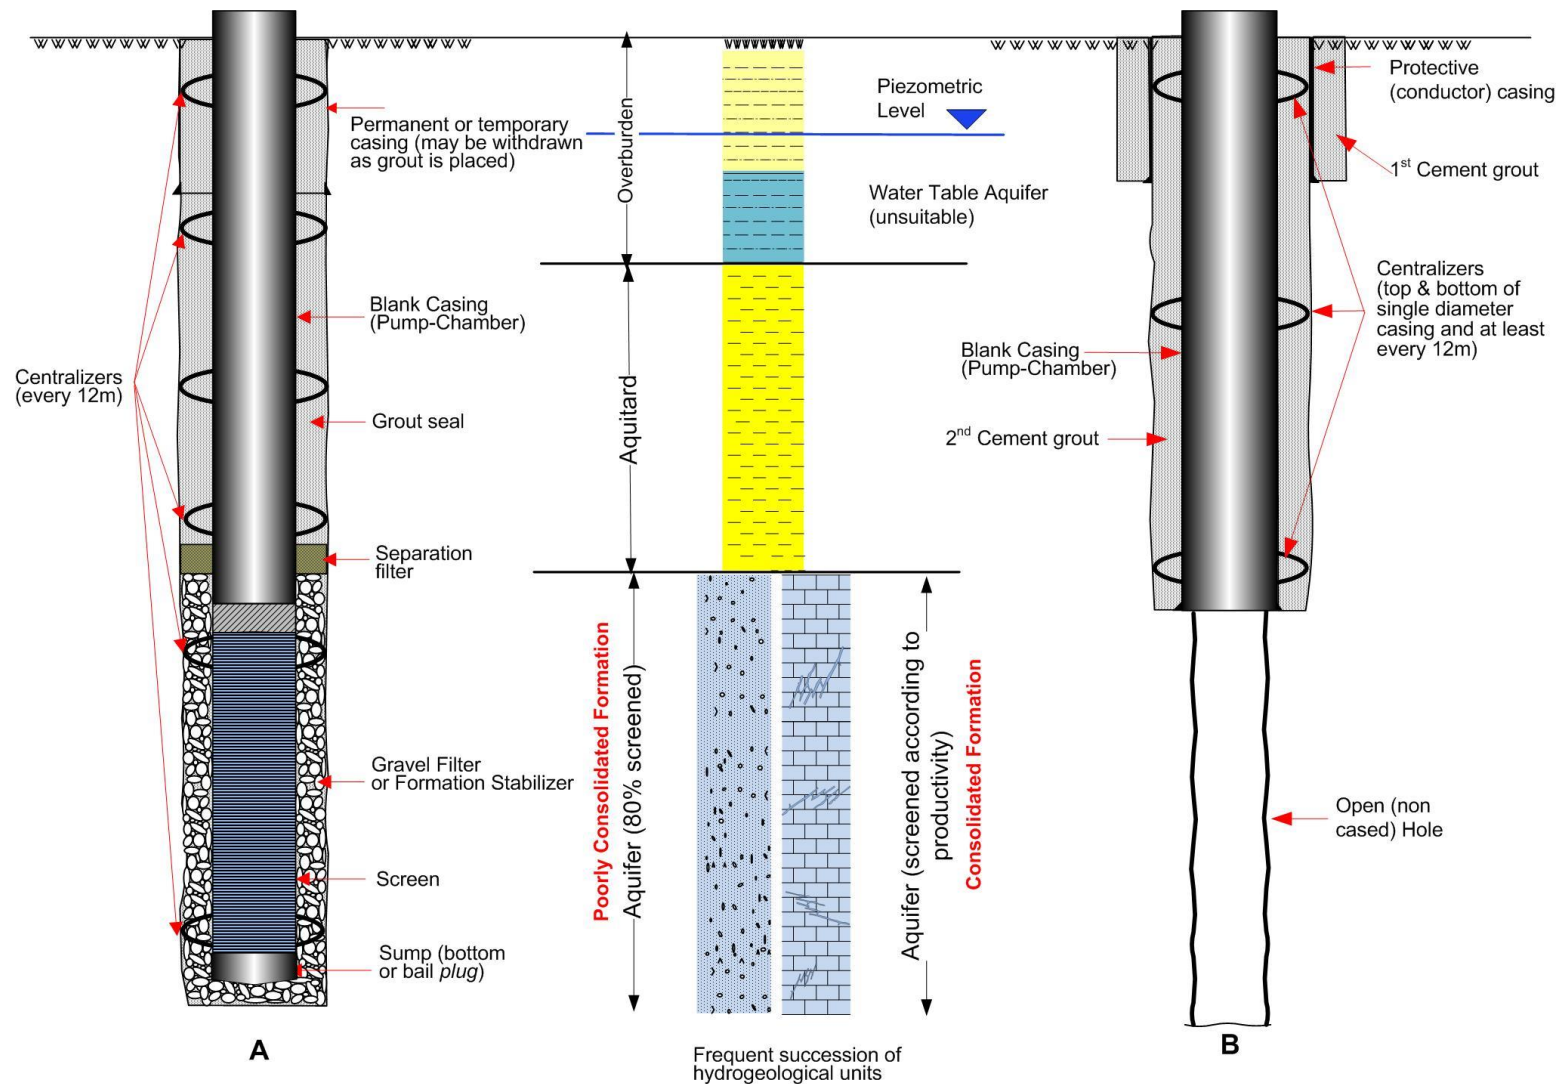 Permanent or temporary
casing (may be withdrawn
as grout is placed)
Blank Casing
(Pump-Chamber)
Centralizers
(every 12m)
Grout seal
Separation
filter
Gravel Filter
or Formation Stabilizer
Screen
Sump (bottom
or bail plug)
A
Overburden
Piezometric
Level
Water Table Aquifer
(unsuitable)
Aquitard
Poorly Consolidated Formation
Aquifer (80% screened)
Aquifer (screened according to
productivity)
Consolidated Formation
Frequent succession of
hydrogeological units
Protective
(conductor) casing
1st Cement grout
Centralizers
(top & bottom of
single diameter
casing and at least
every 12m)
Blank Casing
(Pump-Chamber)
2nd Cement grout
Open (non
cased) Hole
B